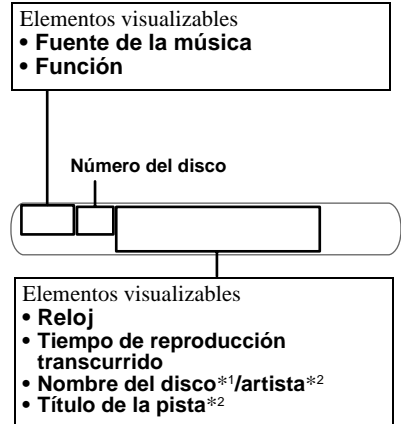 Elementos visualizables
• Fuente de la música
• Función
Número del disco
Elementos visualizables
• Reloj
• Tiempo de reproducción
transcurrido
• Nombre del disco*1/artista*2
• Título de la pista*2